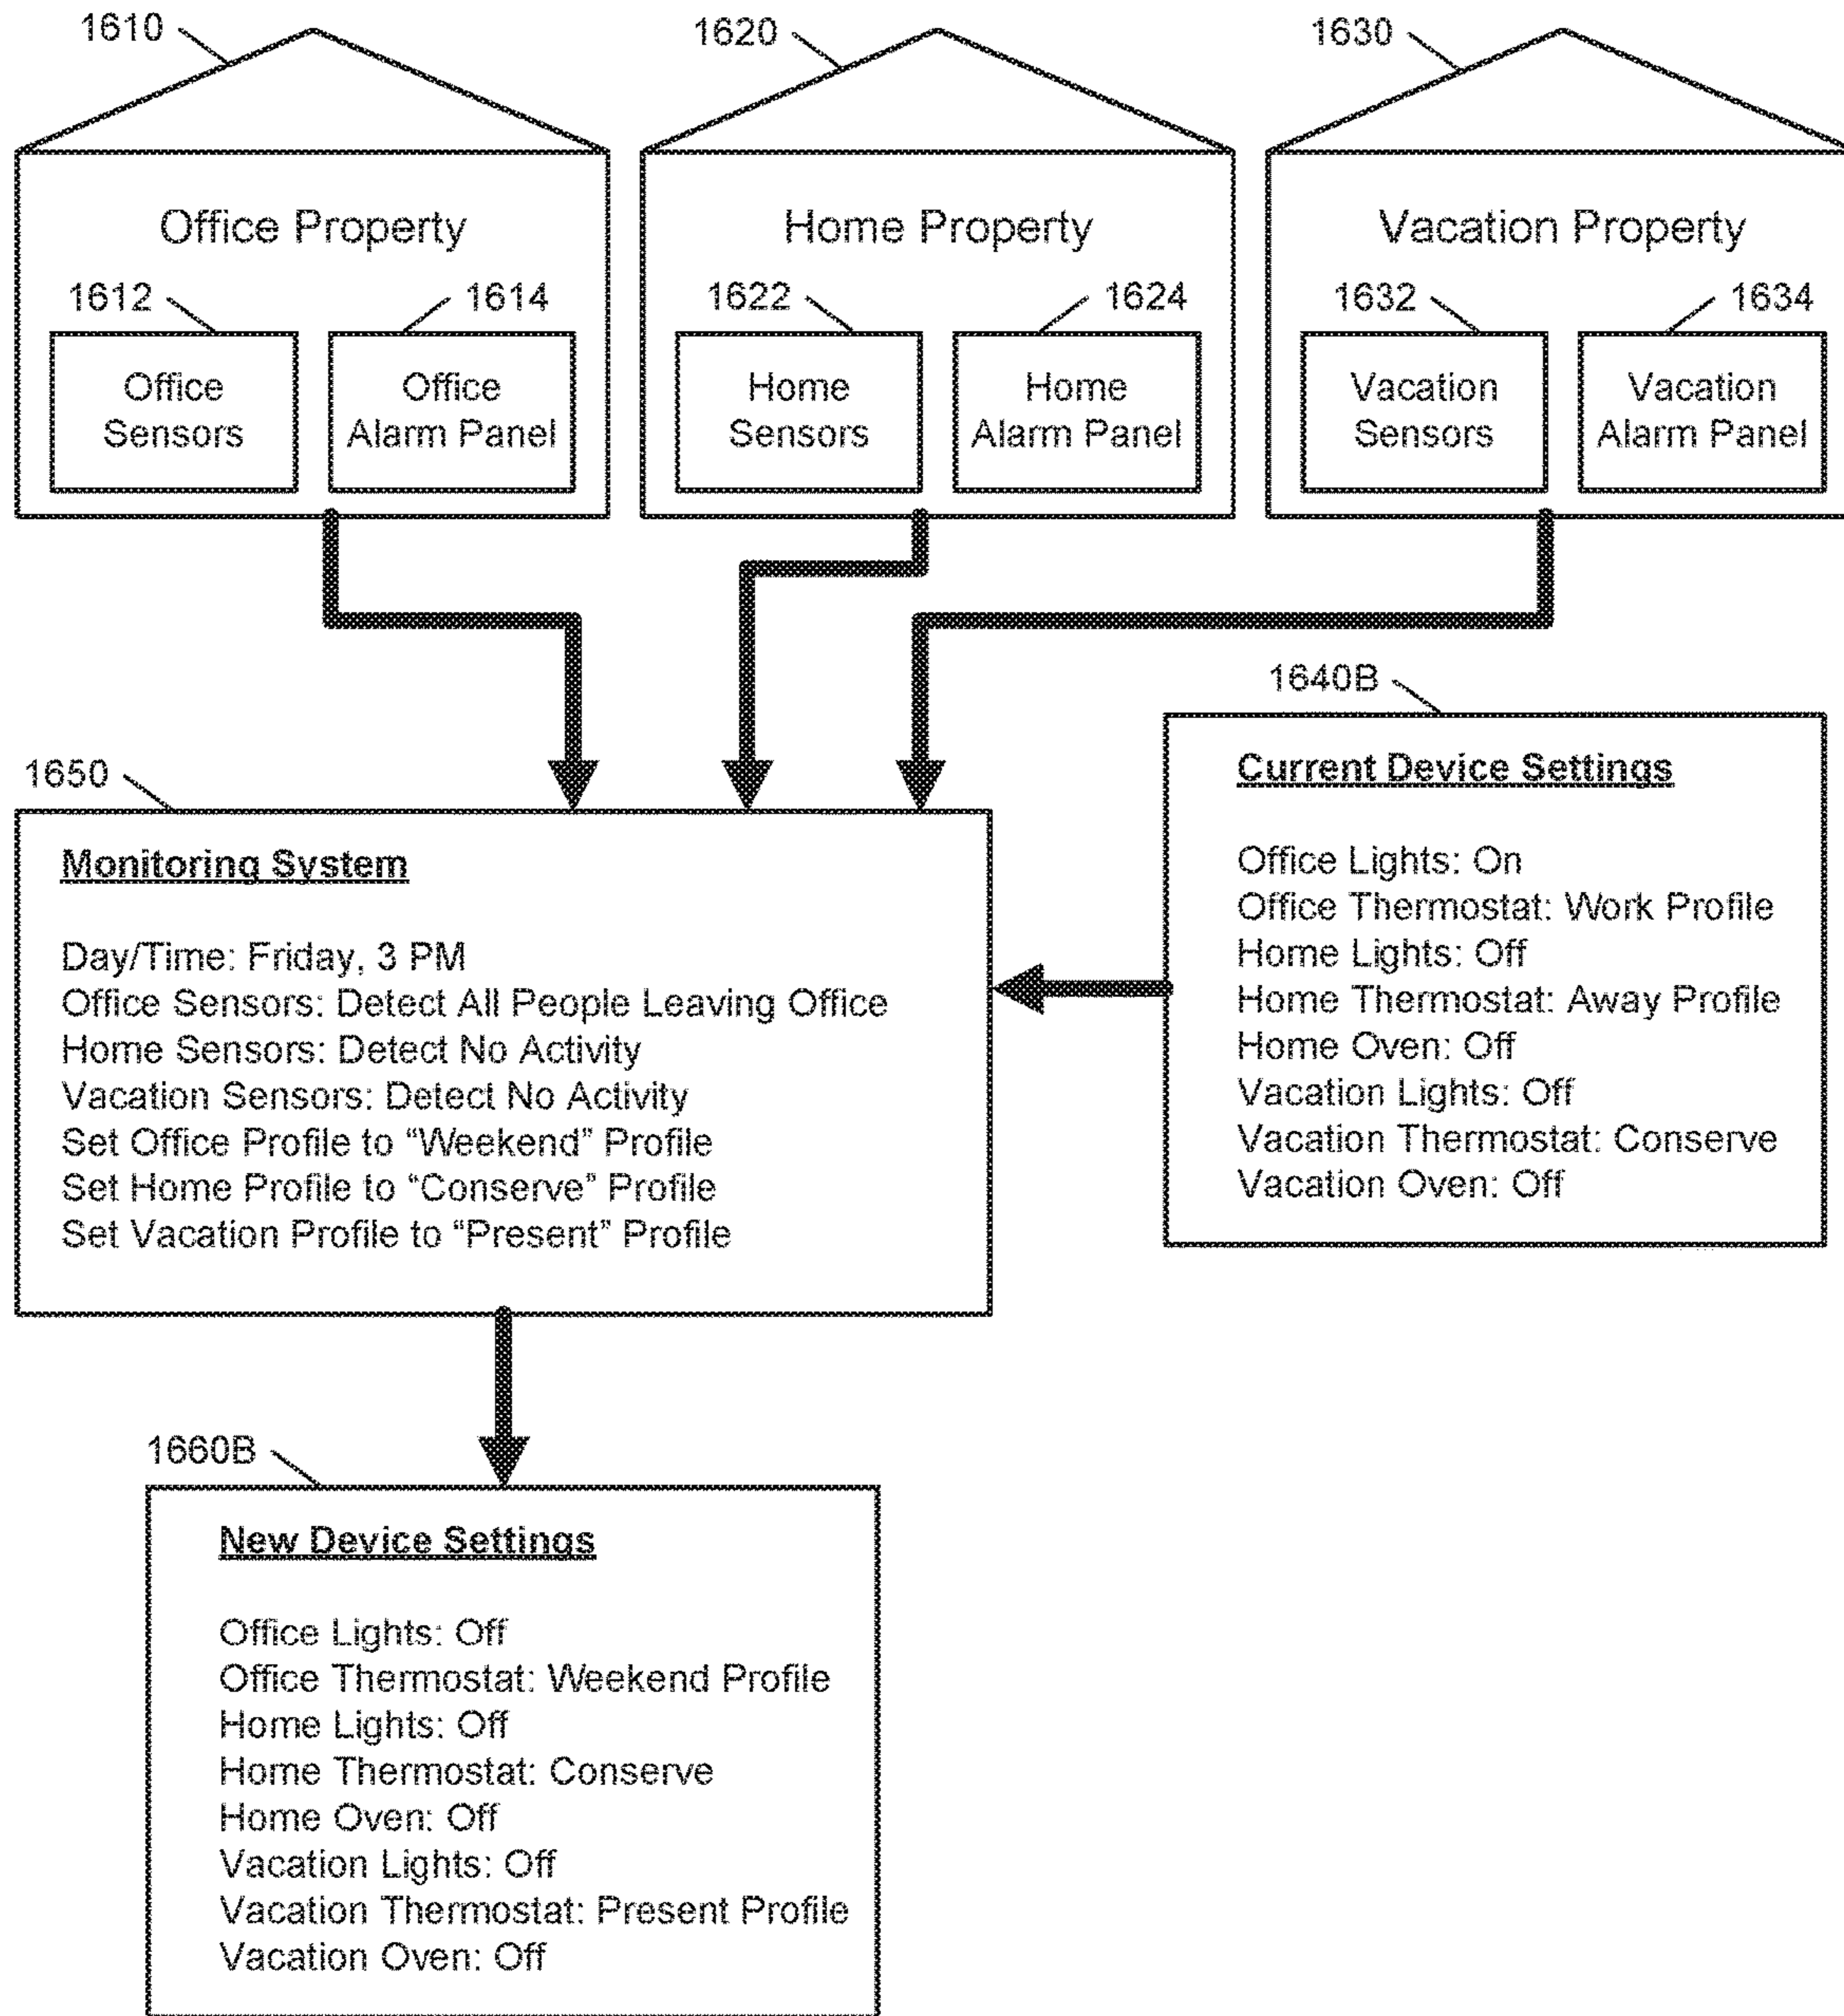 1610
1620
1630
Office Property
Home Property
Vacation Property
1612
1614
1622
1624
1632
1634
Office
Sensors
Office
Alarm Panel
Home
Sensors
Home
Alarm Panel
Vacation
Sensors
Vacation
Alarm Panel
1640B
Current Device Settings
Office Lights: On
Office Thermostat: Work Profile
Home Lights: Off
Home Thermostat: Away Profile
Home Oven: Off
Vacation Lights: Off
Vacation Thermostat: Conserve
Vacation Oven: Off
1650
Monitoring System
Day/Time: Friday, 3 PM
Office Sensors: Detect All People Leaving Office
Home Sensors: Detect No Activity
Vacation Sensors: Detect No Activity
Set Office Profile to “Weekend” Profile
Set Home Profile to “Conserve” Profile
Set Vacation Profile to “Present” Profile
1660B
New Device Settings
Office Lights: Off
Office Thermostat: Weekend Profile
Home Lights: Off
Home Thermostat: Conserve
Home Oven: Off
Vacation Lights: Off
Vacation Thermostat: Present Profile
Vacation Oven: Off